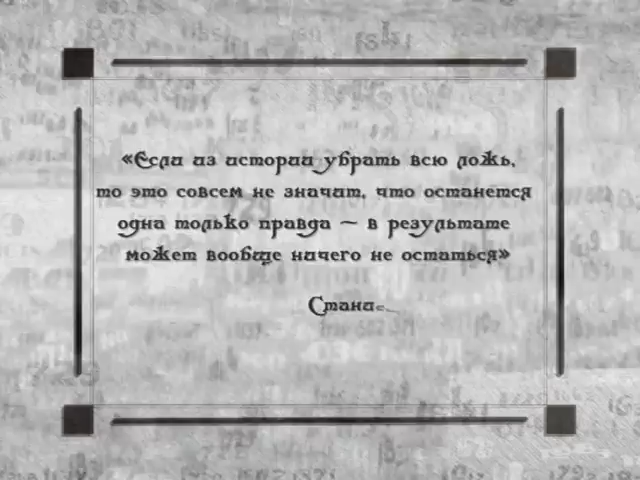 «Если из истории убрать всю ложь,
то это совсем не значит, что останется
одна только правда – в результате
может вообще ничего не остаться»
Стани